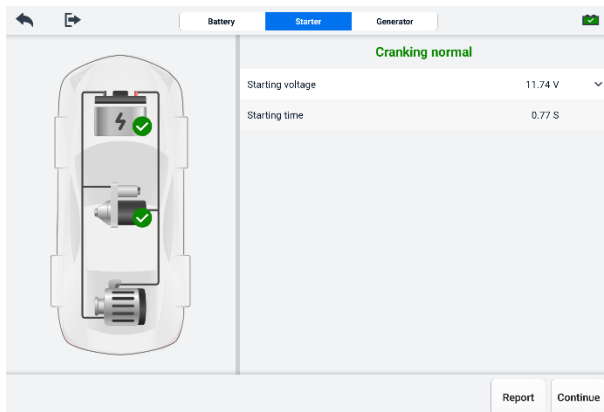 Battery
Starter
Generator
Cranking normal
Starting voltage 11.74 V
Starting time 0.77 S
Report
Continue